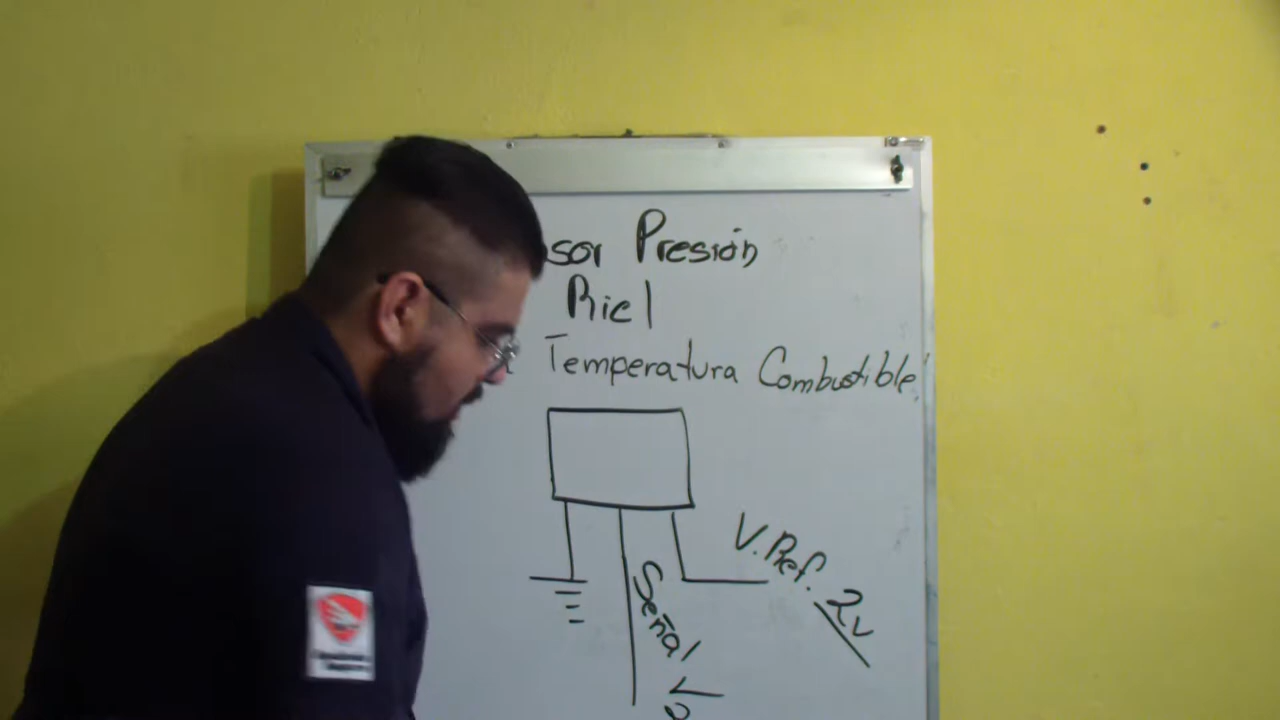 sor Presión
Riel
Temperatura Combustible
V.Ref. 2v
Señal